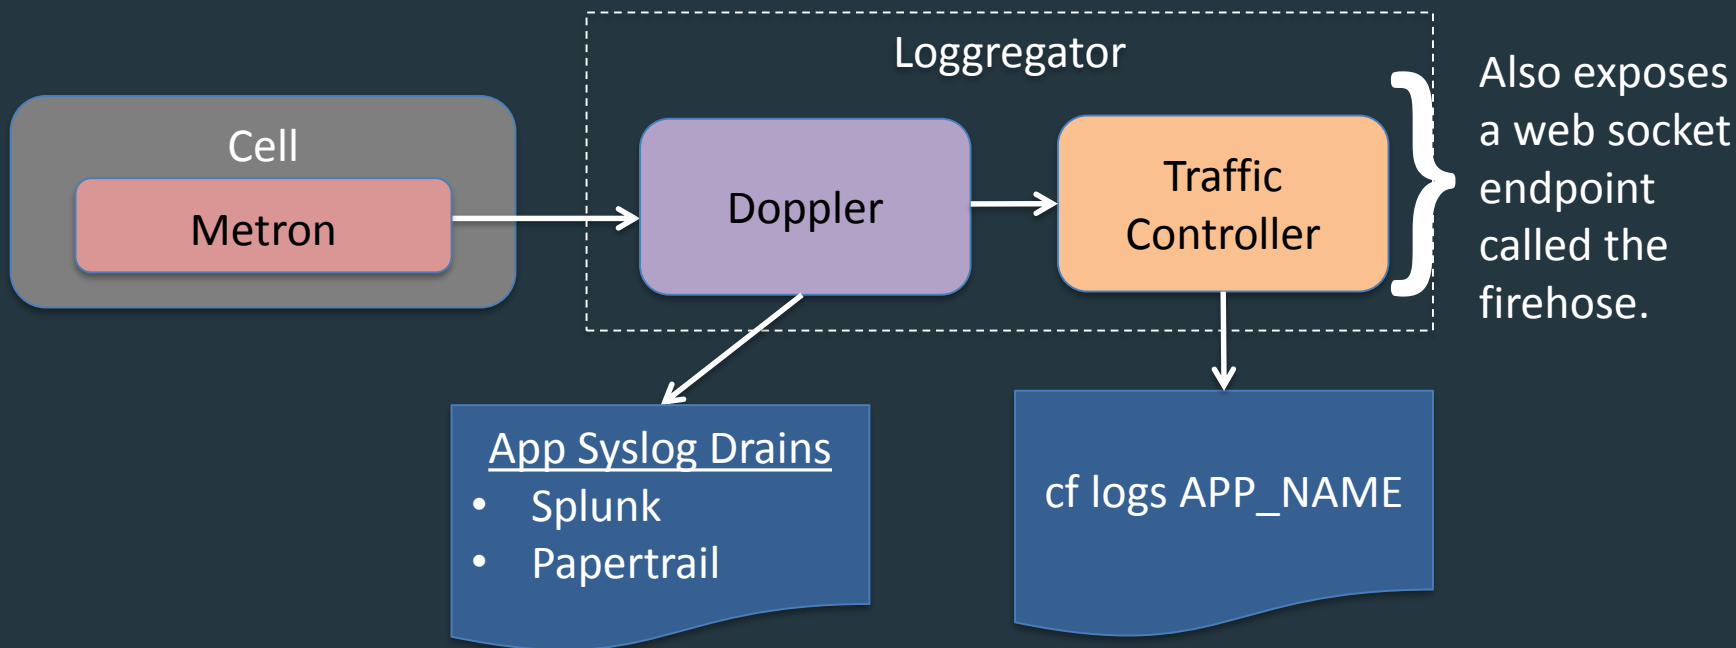 Loggregator
Cell
Metron
Doppler
Traffic
Controller
}
Also exposes
a web socket
endpoint
called the
firehose.
App Syslog Drains
• Splunk
• Papertrail
cf logs APP_NAME